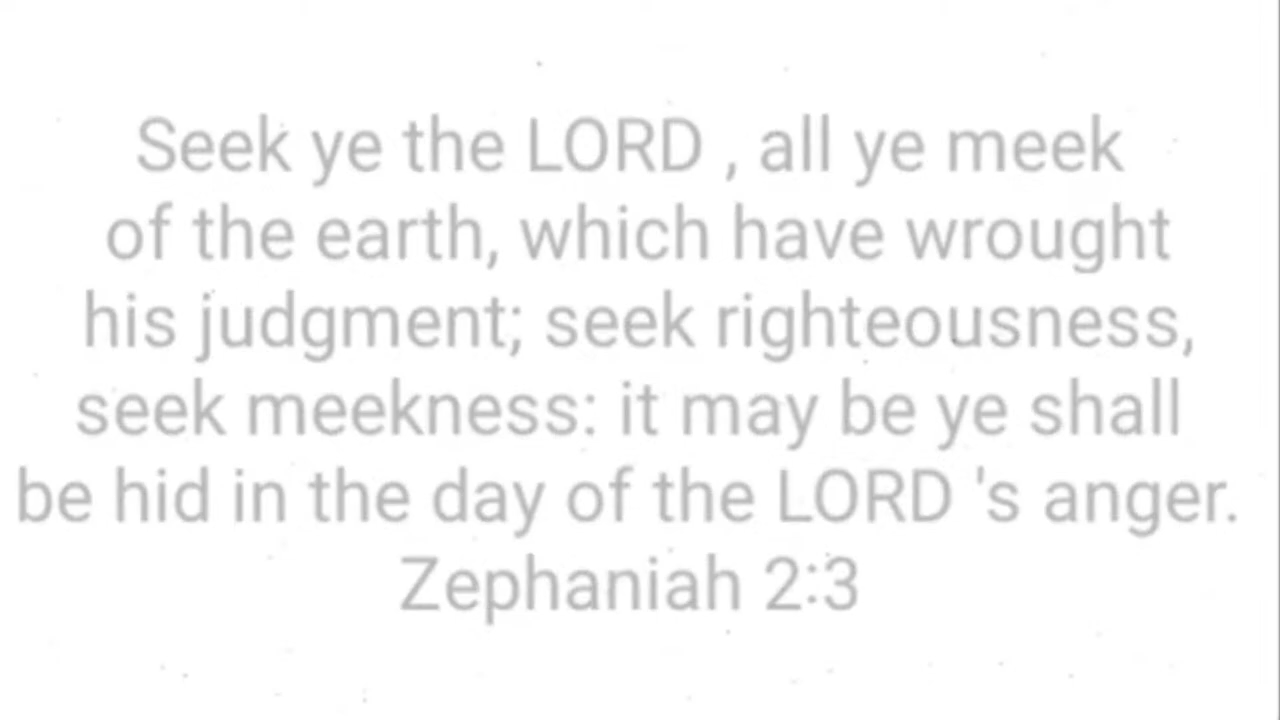 Seek ye the LORD , all ye meek
of the earth, which have wrought
his judgment; seek righteousness,
seek meekness: it may be ye shall
be hid in the day of the LORD 's anger.
Zephaniah 2:3